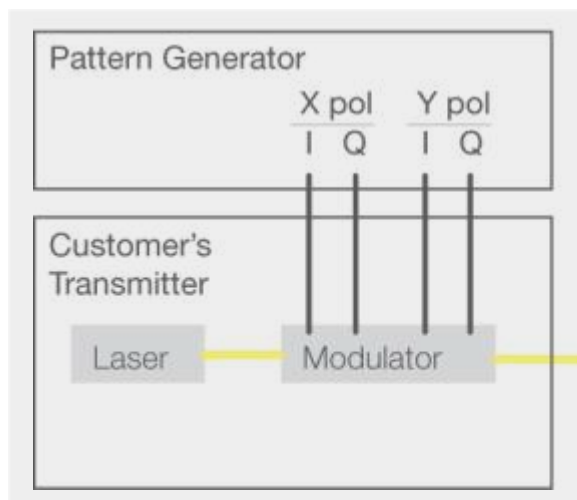 Pattern Generator
X pol Y pol
I Q I Q
Customer's
Transmitter
Laser Modulator